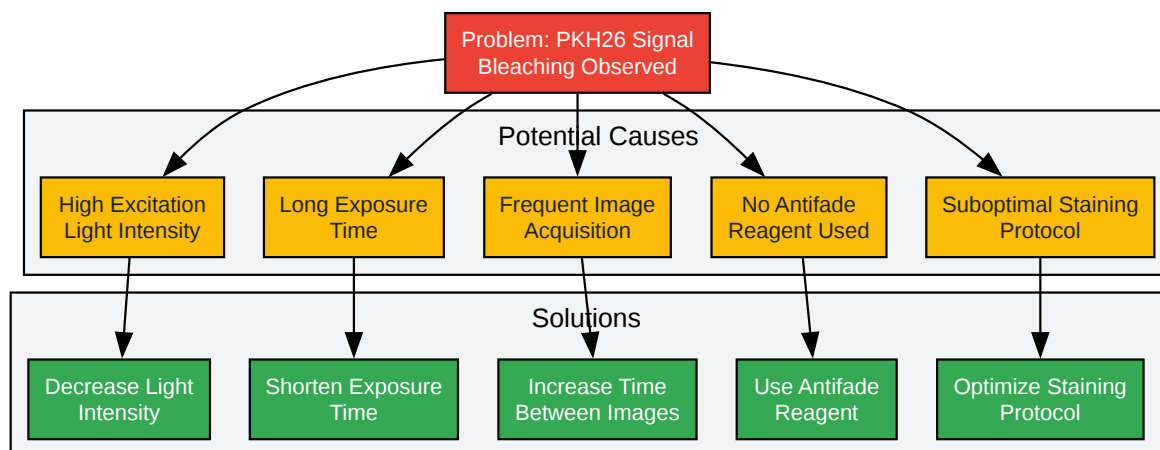 Problem: PKH26 Signal
Bleaching Observed
Potential Causes
High Excitation
Light Intensity
Long Exposure
Time
Frequent Image
Acquisition
No Antifade
Reagent Used
Suboptimal Staining
Protocol
Solutions
Decrease Light
Intensity
Shorten Exposure
Time
Increase Time
Between Images
Use Antifade
Reagent
Optimize Staining
Protocol